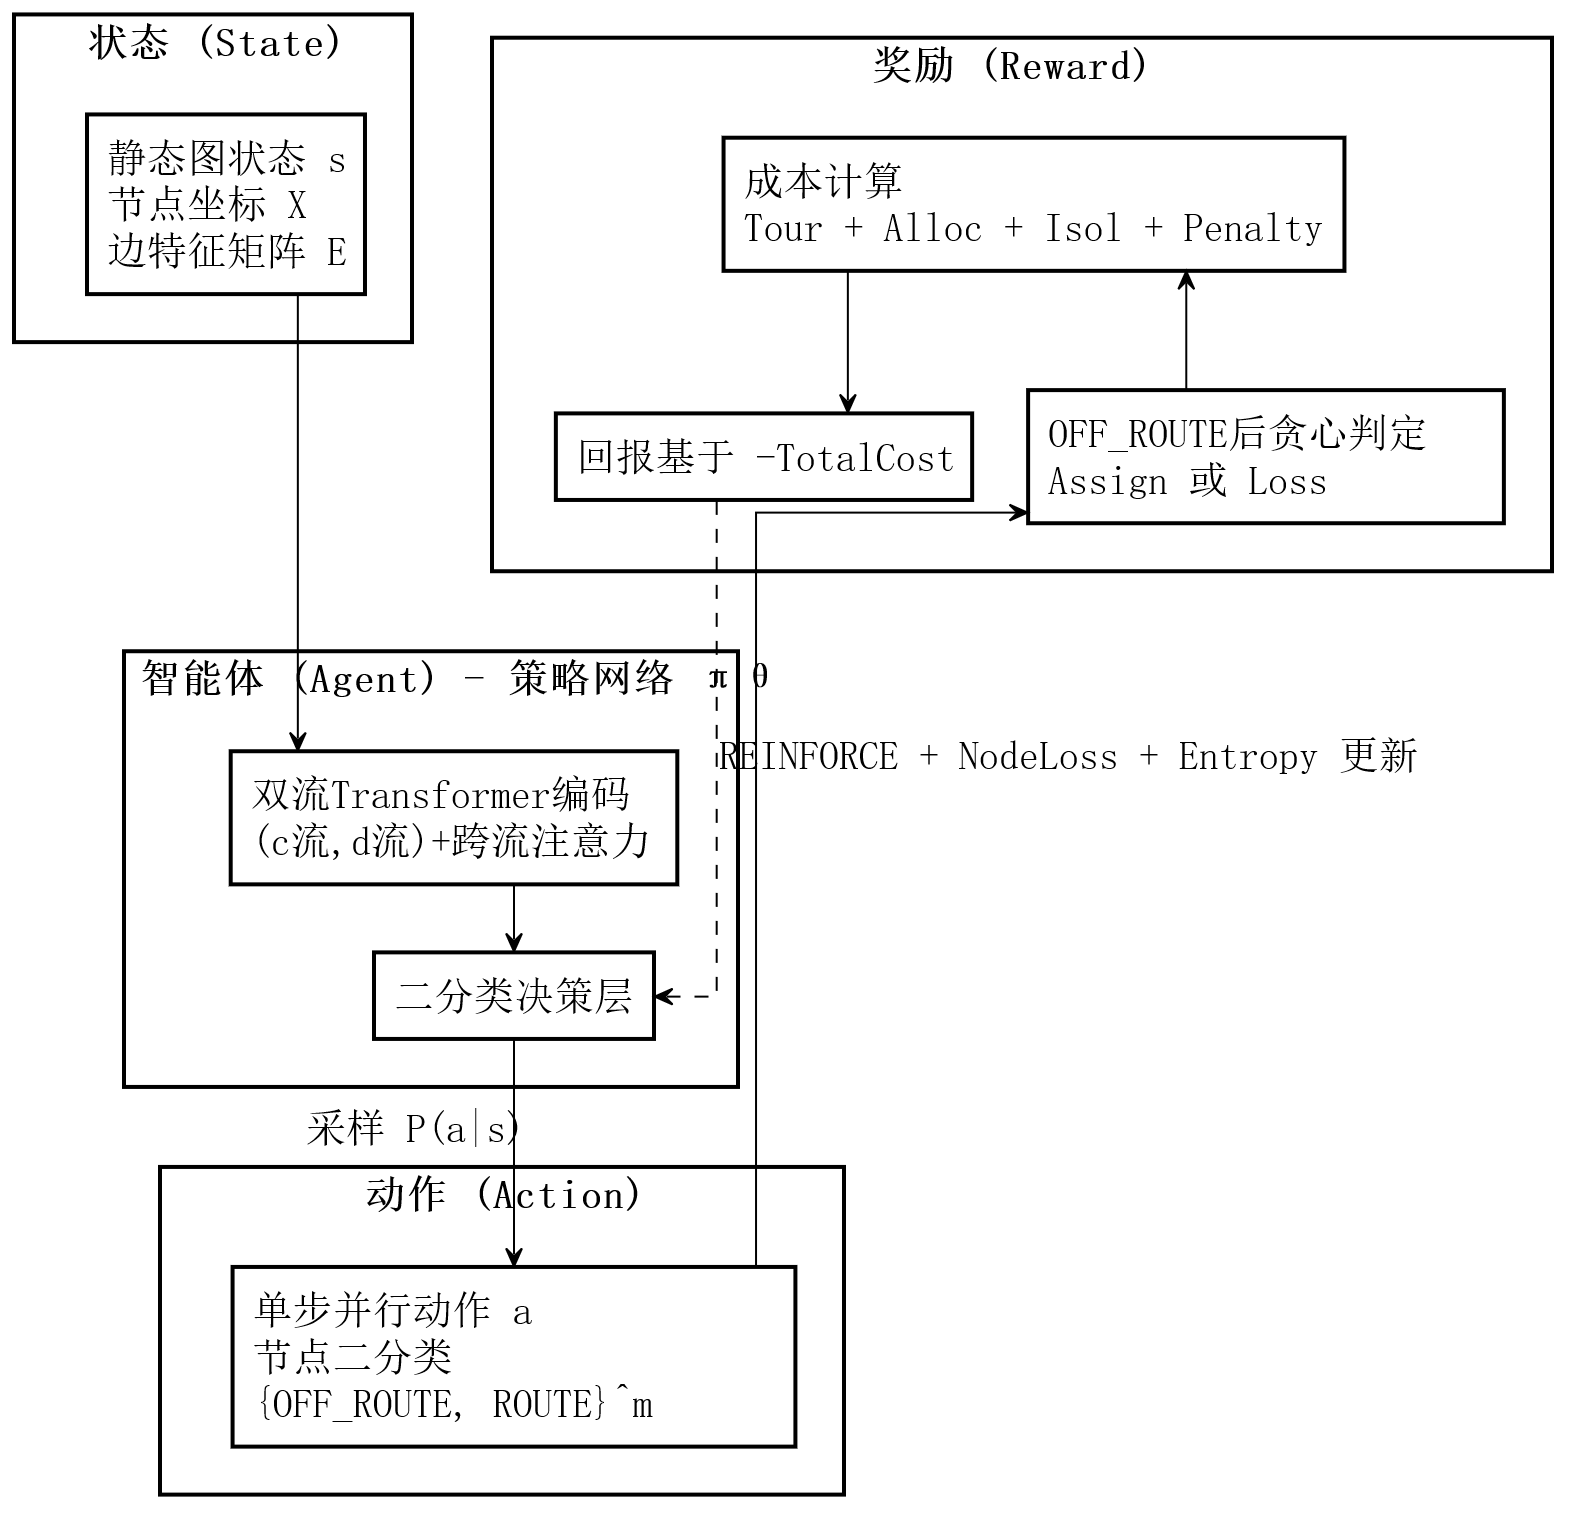 状态 (State)
静态图状态 s
节点坐标 X
边特征矩阵 E
奖励 (Reward)
成本计算
Tour + Alloc + Isol + Penalty
回报基于 -TotalCost
OFF_ROUTE后贪心判定
Assign 或 Loss
智能体 (Agent) - 策略网络 π θ
REINFORCE + NodeLoss + Entropy 更新
双流Transformer编码
(c流,d流)+跨流注意力
二分类决策层
采样 P(a|s)
动作 (Action)
单步并行动作 a
节点二分类
{OFF_ROUTE, ROUTE}^m